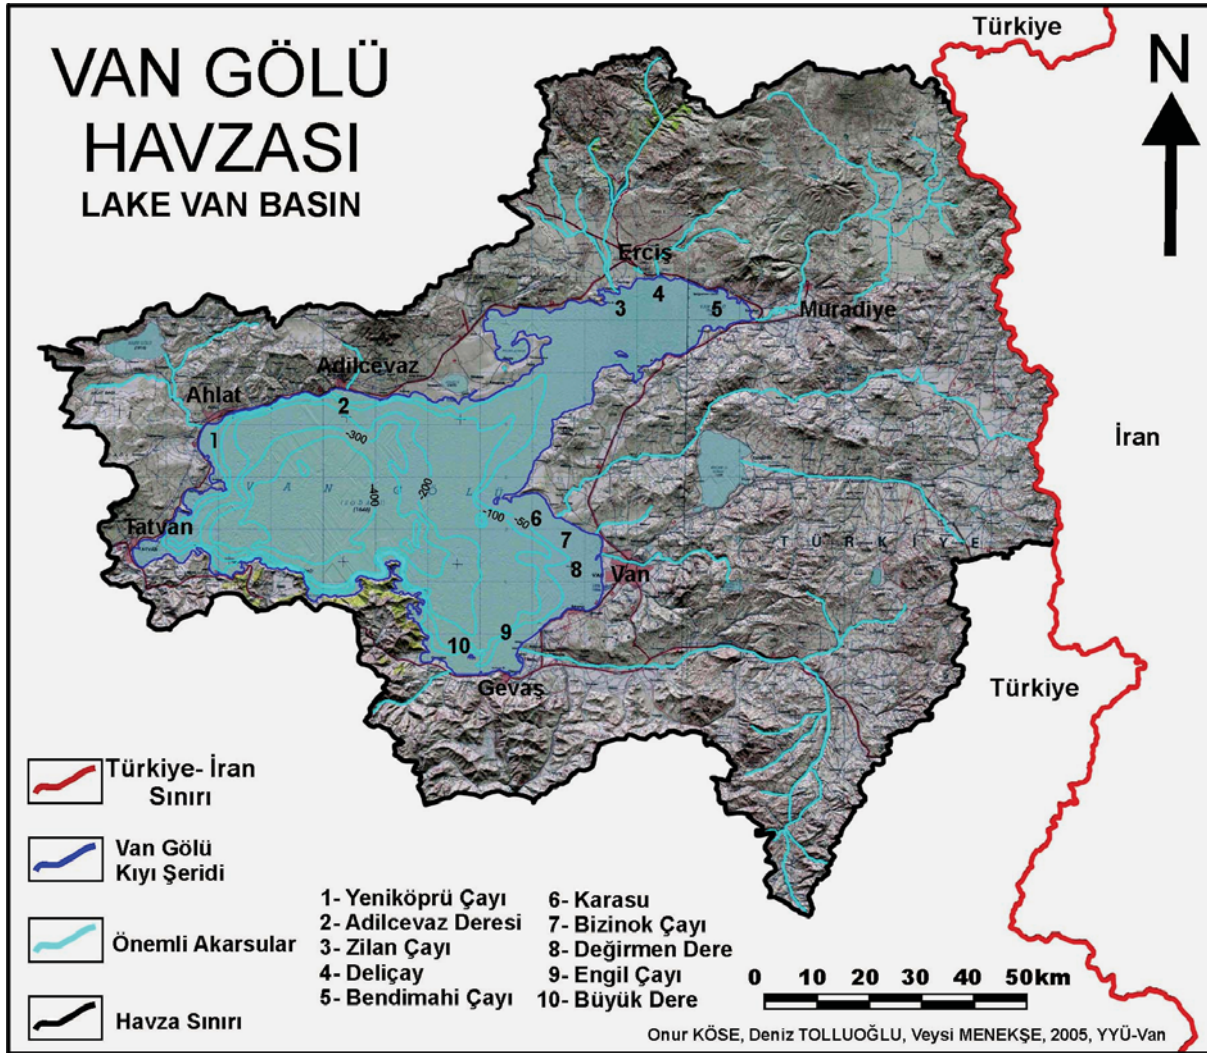 VAN GÖLÜ
HAVZASI
LAKE VAN BASIN
Türkiye
N
Erciş
3
4
5
Muradiye
Adilcevaz
Ahlat
2
1
-300
İran
-400
-200
V A N G Ö L Ü
-100
-50
6
Tatvan
7
T Ü R K İ Y E
8
Van
9
10
Gevaş
Türkiye
Türkiye- İran
Sınırı
Van Gölü
Kıyı Şeridi
Önemli Akarsular
Havza Sınırı
1- Yeniköprü Çayı
2- Adilcevaz Deresi
3- Zilan Çayı
4- Deliçay
5- Bendimahi Çayı
6- Karasu
7- Bizinok Çayı
8- Değirmen Dere
9- Engil Çayı
10- Büyük Dere
0 10 20 30 40 50km
Onur KÖSE, Deniz TOLLUOĞLU, Veysi MENEKŞE, 2005, YYÜ-Van